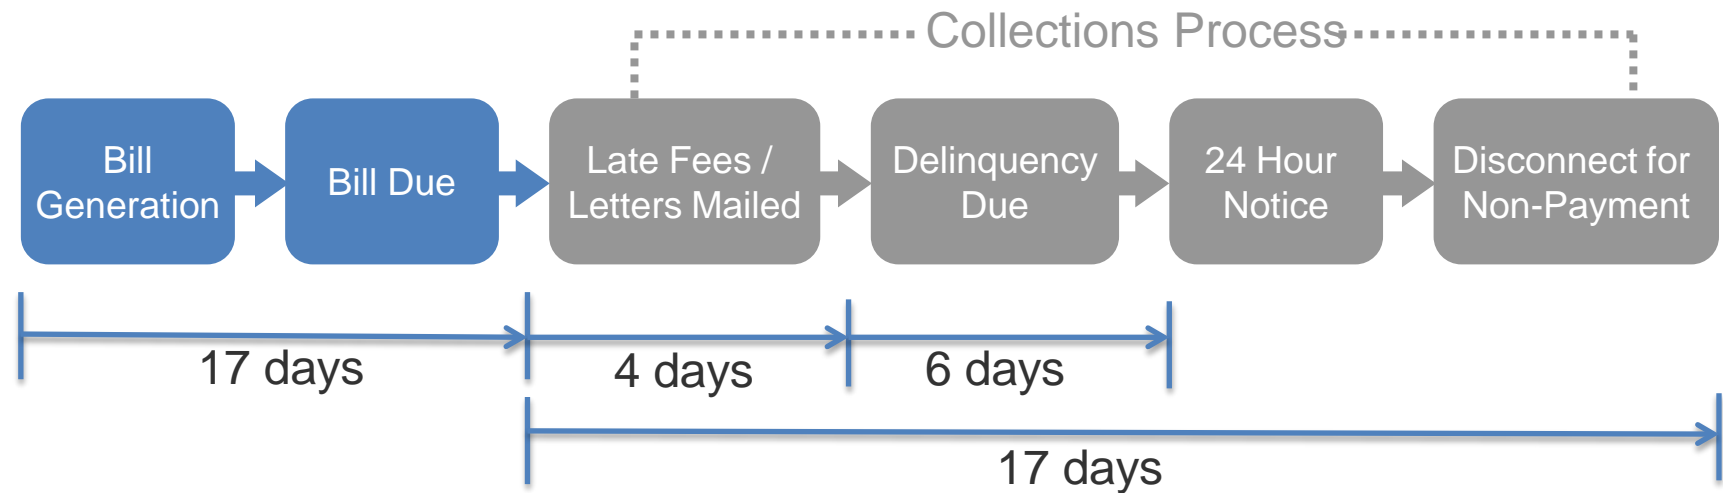 Collections Process
Bill
Generation
Bill Due
Late Fees /
Letters Mailed
Delinquency
Due
24 Hour
Notice
Disconnect for
Non-Payment
17 days
4 days
6 days
17 days